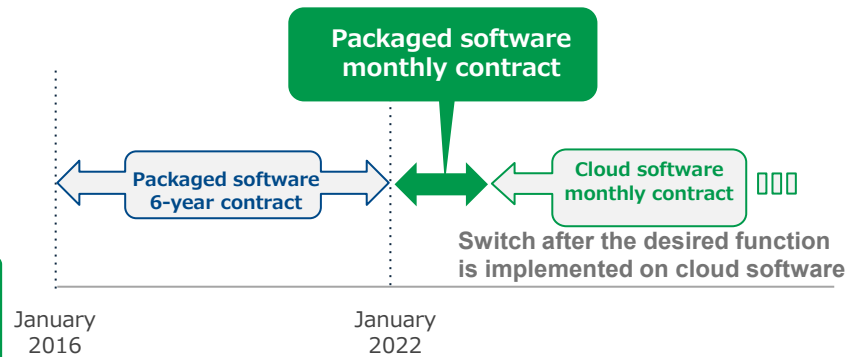 Packaged software
monthly contract
Packaged software
6-year contract
Cloud software
monthly contract
Switch after the desired function
is implemented on cloud software
January
2016
January
2022